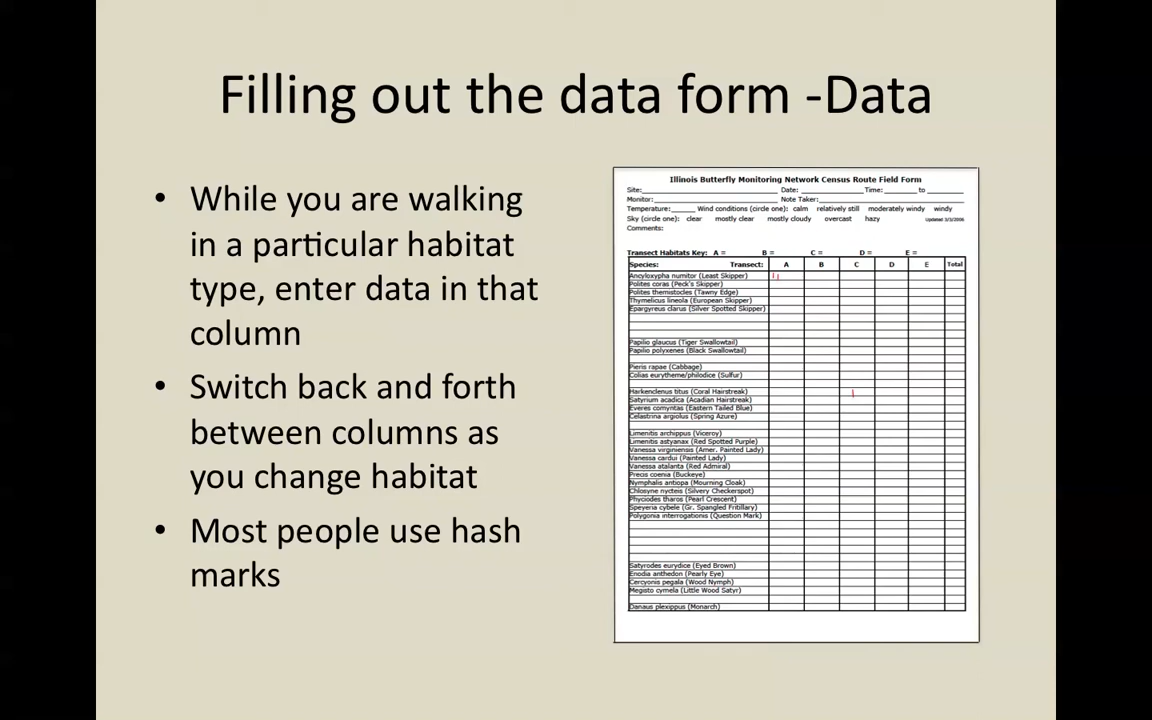 Filling out the data form -Data
• While you are walking
in a particular habitat
type, enter data in that
column
• Switch back and forth
between columns as
you change habitat
• Most people use hash
marks
Illinois Butterfly Monitoring Network Census Route Field Form
Site: Date: Time: to
Monitor: Note Taker:
Temperature: Wind conditions (circle one): calm relatively still moderately windy windy
Sky (circle one): clear mostly clear mostly cloudy overcast hazy Updated 3/3/2006
Comments:
Transect Habitats Key: A = B = C = D = E =
Species: Transect: A B C D E Total
Ancyloxypha numitor (Least Skipper)
Polites coras (Peck's Skipper)
Polites themistocles (Tawny Edge)
Thymelicus lineola (European Skipper)
Epargyreus clarus (Silver Spotted Skipper)
Papilio glaucus (Tiger Swallowtail)
Papilio polyxenes (Black Swallowtail)
Pieris rapae (Cabbage)
Colias eurytheme/philodice (Sulfur)
Harkenclenus titus (Coral Hairstreak)
Satyrium acadica (Acadian Hairstreak)
Everes comyntas (Eastern Tailed Blue)
Celastrina argiolus (Spring Azure)
Limenitis archippus (Viceroy)
Limenitis astyanax (Red Spotted Purple)
Vanessa virginiensis (Amer. Painted Lady)
Vanessa cardui (Painted Lady)
Vanessa atalanta (Red Admiral)
Precis coenia (Buckeye)
Nymphalis antiopa (Mourning Cloak)
Chlosyne nycteis (Silvery Checkerspot)
Phyciodes tharos (Pearl Crescent)
Speyeria cybele (Gr. Spangled Fritillary)
Polygonia interrogationis (Question Mark)
Satyrodes eurydice (Eyed Brown)
Enodia anthedon (Pearly Eye)
Cercyonis pegala (Wood Nymph)
Megisto cymela (Little Wood Satyr)
Danaus plexippus (Monarch)